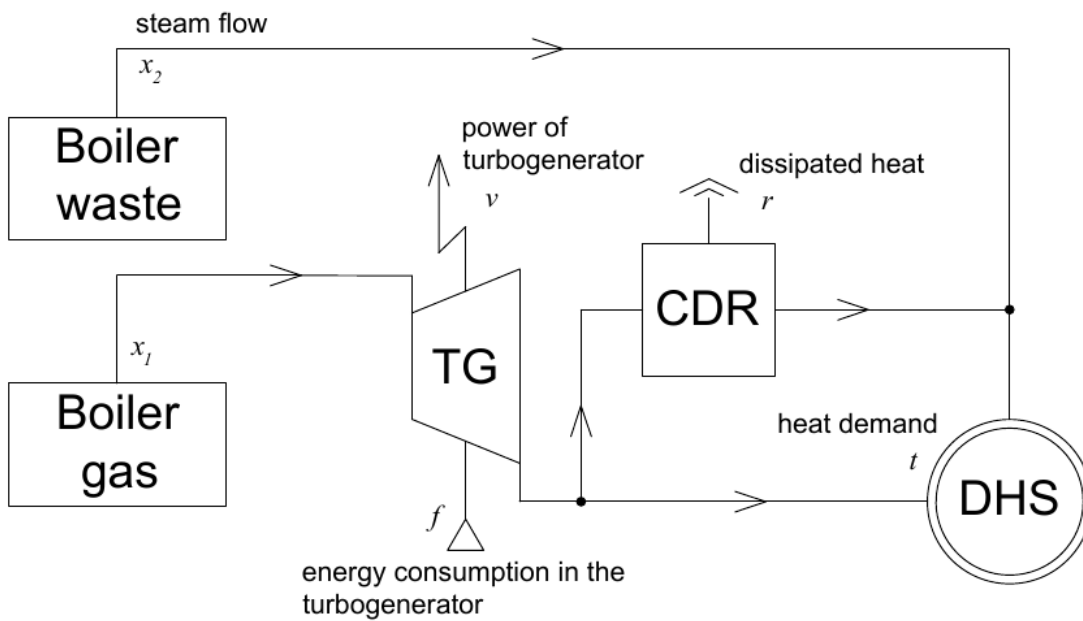 steam flow
x2
Boiler
waste
power of
turbogenerator
v
dissipated heat
r
CDR
TG
x1
Boiler
gas
heat demand
t
DHS
f
energy consumption in the
turbogenerator